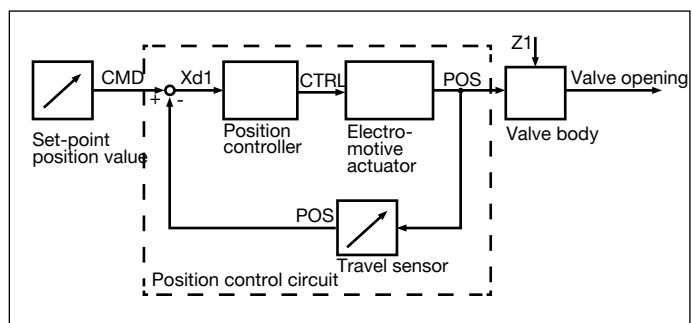 Z1
CMD
Xd1
CTRL
POS
Valve opening
+
-
Set-point
position value
Position
controller
Electro-
motive
actuator
Valve body
POS
Travel sensor
Position control circuit